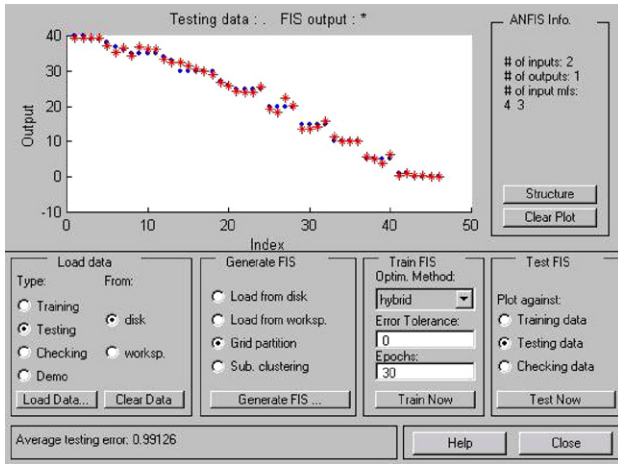 Testing data : .   FIS output : *
40
30
20
10
0
-10
0 10 20 30 40 50
Output
Index
ANFIS Info.
# of inputs: 2
# of outputs: 1
# of input mfs:
4 3
Structure
Clear Plot
Load data
Type: From:
Training
Testing
Checking
Demo
disk
worksp.
Load Data... Clear Data
Generate FIS
Load from disk
Load from worksp.
Grid partition
Sub. clustering
Generate FIS ...
Train FIS
Optim. Method:
hybrid
Error Tolerance:
0
Epochs:
30
Train Now
Test FIS
Plot against:
Training data
Testing data
Checking data
Test Now
Average testing error: 0.99126
Help Close